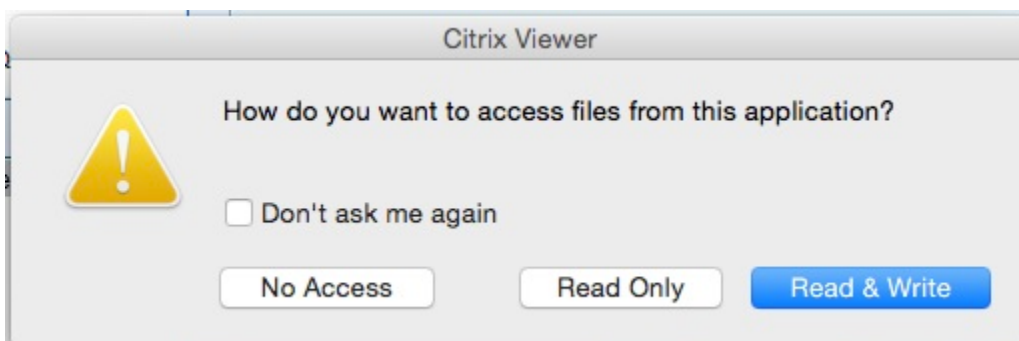 Citrix Viewer
How do you want to access files from this application?
Don't ask me again
No Access
Read Only
Read & Write